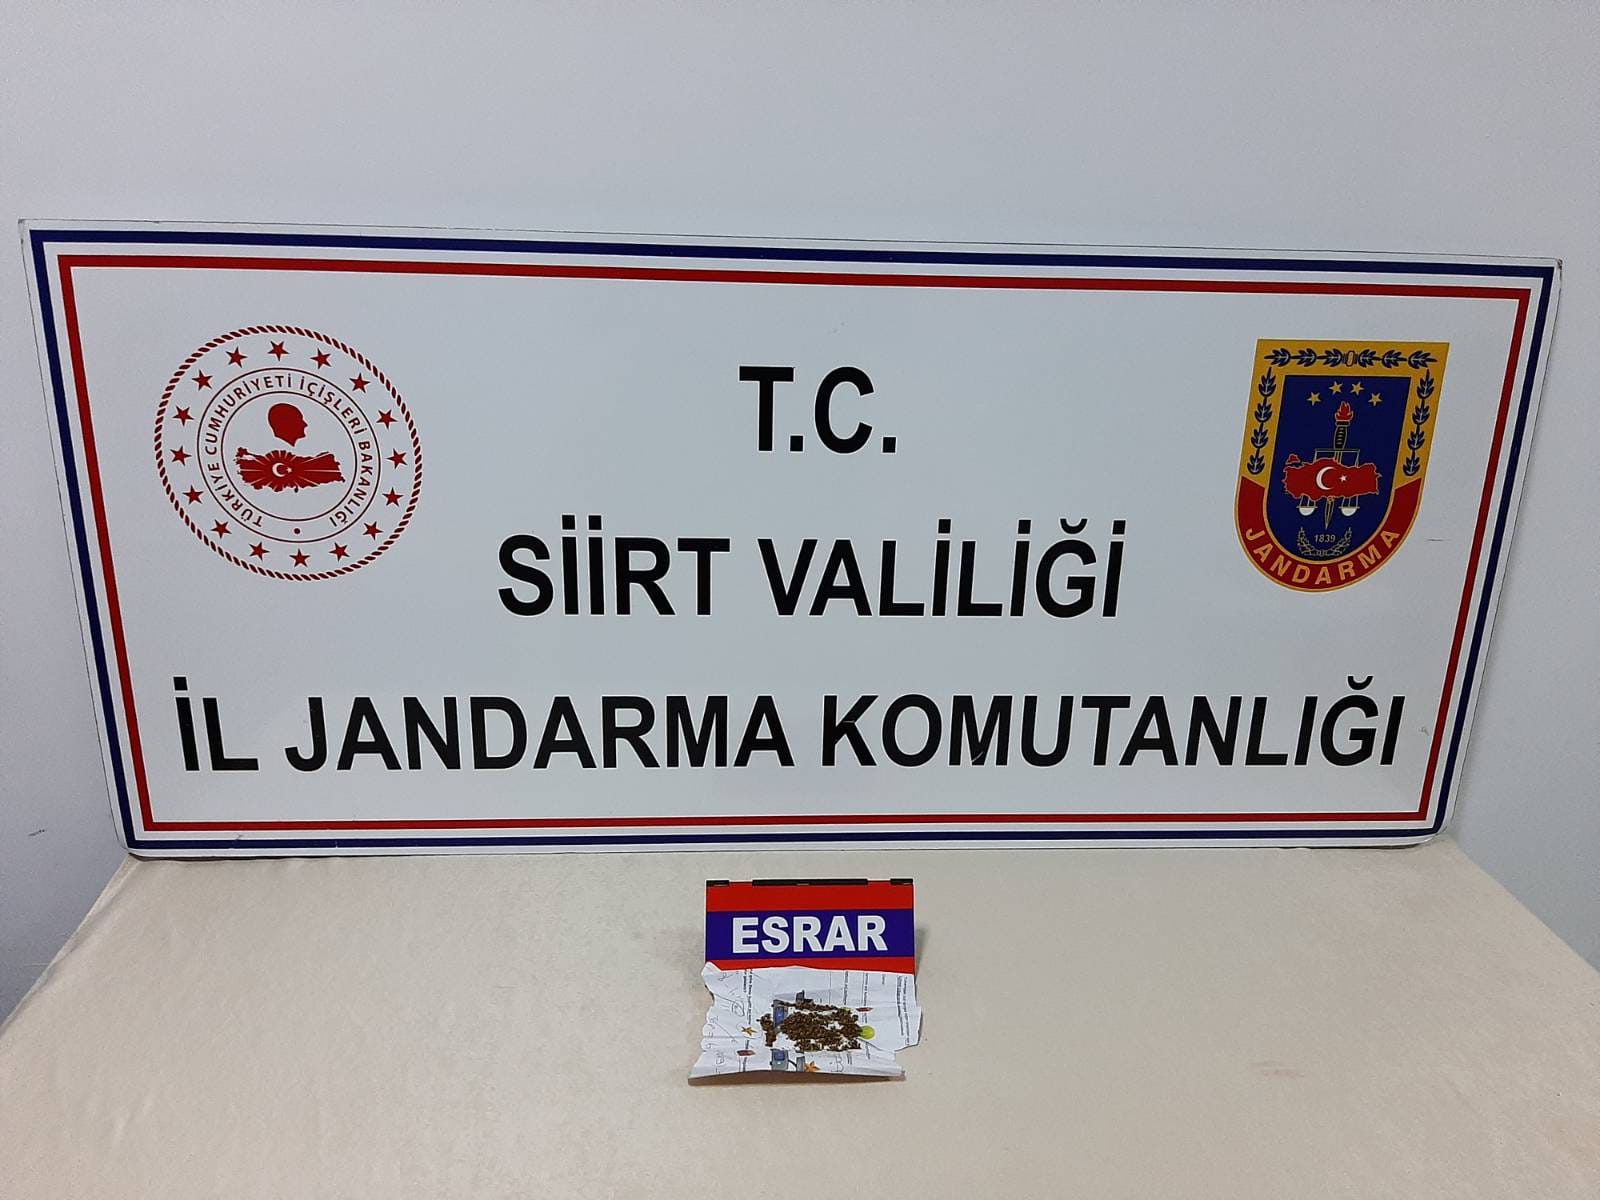 T.C.
SİİRT VALİLİĞİ
İL JANDARMA KOMUTANLIĞI
TÜRKİYE CUMHURİYETİ İÇİŞLERİ BAKANLIĞI
1839
JANDARMA
ESRAR